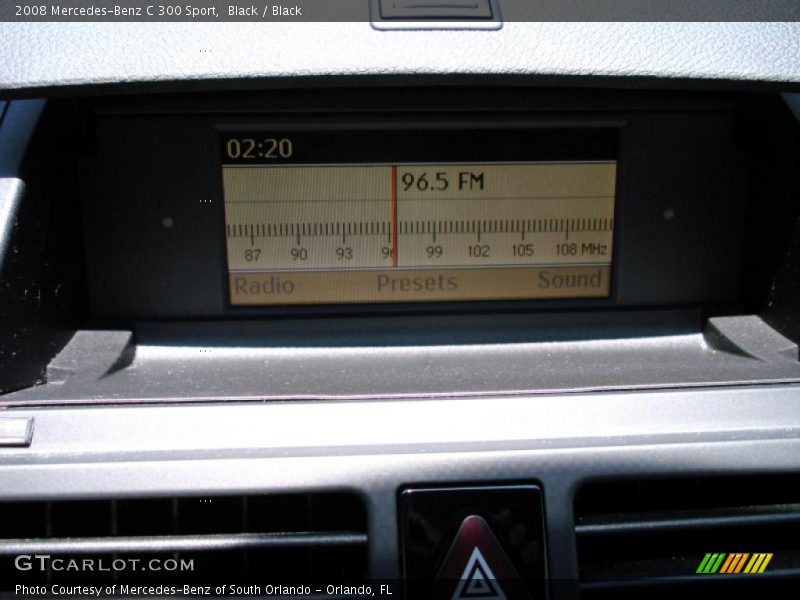 2008 Mercedes-Benz C 300 Sport,  Black / Black
02:20
96.5 FM
87 90 93 96 99 102 105 108 MHz
Radio Presets Sound
GTCARLOT.COM
Photo Courtesy of Mercedes-Benz of South Orlando - Orlando, FL